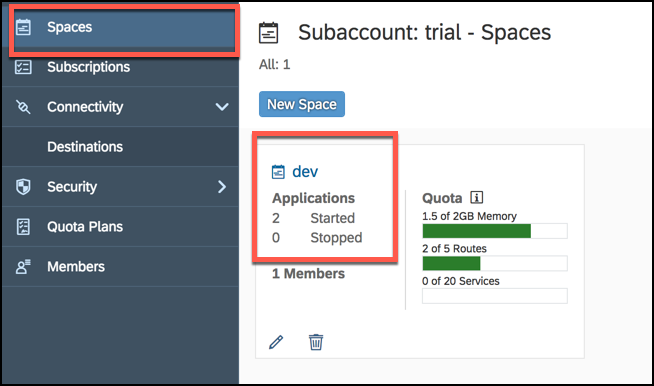 Spaces
Subscriptions
Connectivity
Destinations
Security
Quota Plans
Members
Subaccount: trial - Spaces
All: 1
New Space
dev
Applications
2 Started
0 Stopped
1 Members
Quota
1.5 of 2GB Memory
2 of 5 Routes
0 of 20 Services